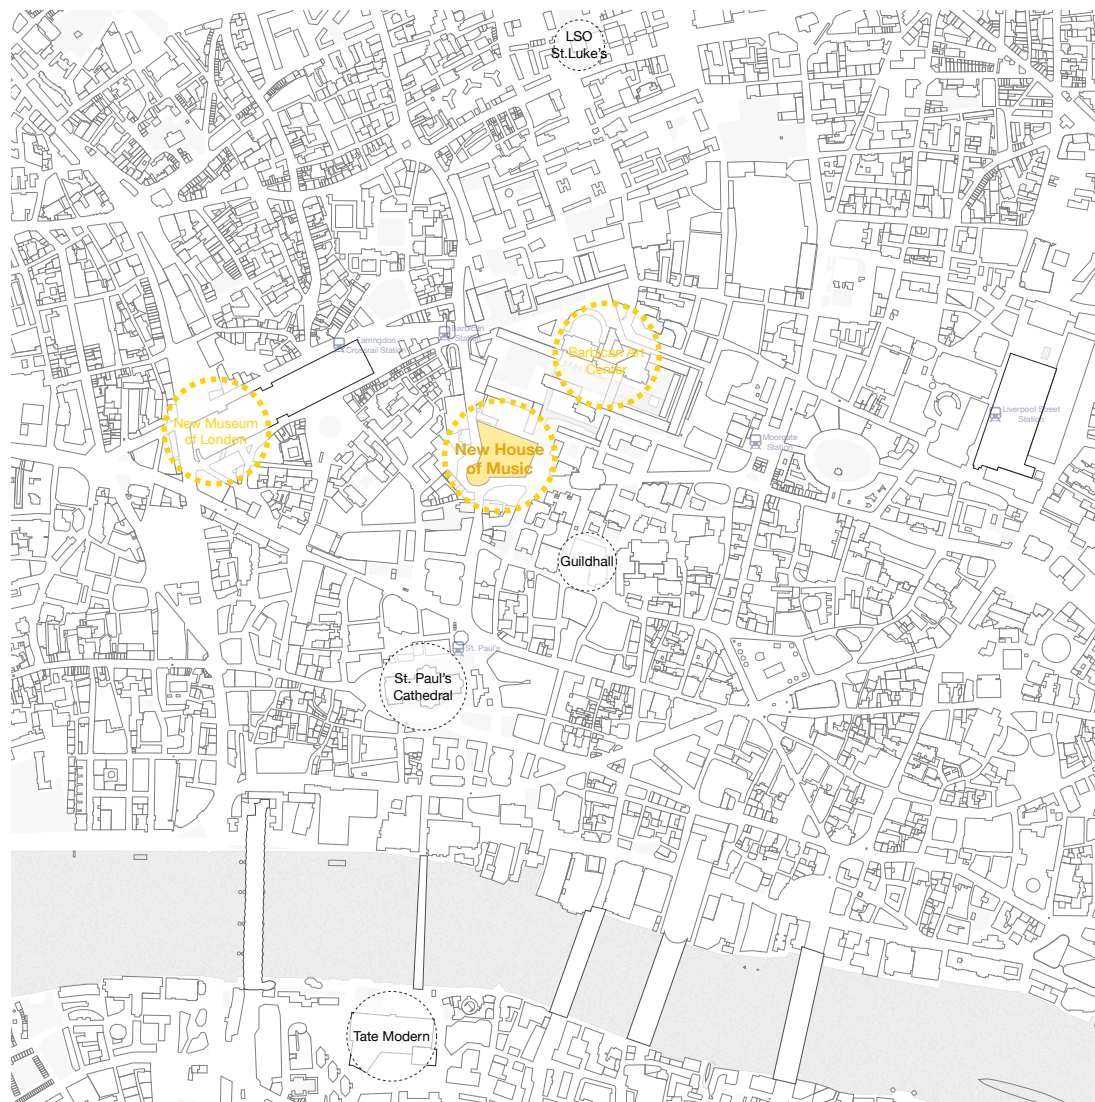 LSO
St.Luke's
Barbican
Station
Farringdon
Crossrail Station
Barbican Art
Center
Liverpool Street
Station
New Museum
of London
Moorgate
Station
New House
of Music
Guildhall
St. Paul's
St. Paul's
Cathedral
Tate Modern